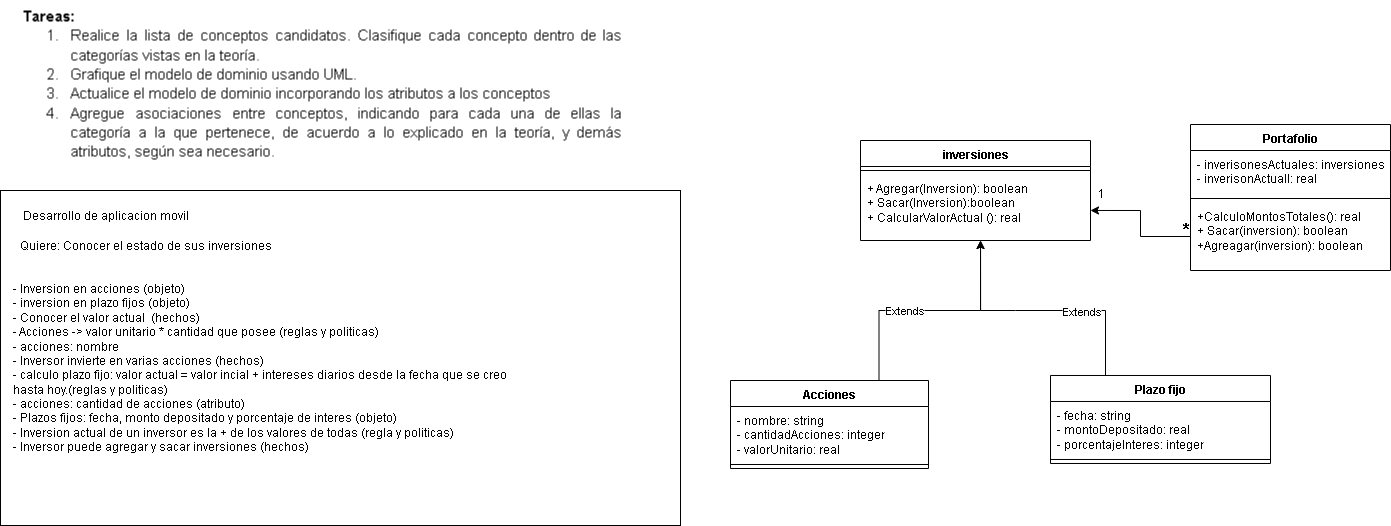 Tareas:
1. Realice la lista de conceptos candidatos. Clasifique cada concepto dentro de las
categorías vistas en la teoría.
2. Grafique el modelo de dominio usando UML.
3. Actualice el modelo de dominio incorporando los atributos a los conceptos
4. Agregue asociaciones entre conceptos, indicando para cada una de ellas la
categoría a la que pertenece, de acuerdo a lo explicado en la teoría, y demás
atributos, según sea necesario.
Desarrollo de aplicacion movil
Quiere: Conocer el estado de sus inversiones
- Inversion en acciones (objeto)
- inversion en plazo fijos (objeto)
- Conocer el valor actual (hechos)
- Acciones -> valor unitario * cantidad que posee (reglas y politicas)
- acciones: nombre
- Inversor invierte en varias acciones (hechos)
- calculo plazo fijo: valor actual = valor incial + intereses diarios desde la fecha que se creo
hasta hoy.(reglas y politicas)
- acciones: cantidad de acciones (atributo)
- Plazos fijos: fecha, monto depositado y porcentaje de interes (objeto)
- Inversion actual de un inversor es la + de los valores de todas (regla y politicas)
- Inversor puede agregar y sacar inversiones (hechos)
inversiones
+ Agregar(Inversion): boolean
+ Sacar(Inversion):boolean
+ CalcularValorActual (): real
1
*
Portafolio
- inverisonesActuales: inversiones
- inverisonActuall: real
+CalculoMontosTotales(): real
+ Sacar(inversion): boolean
+Agreagar(inversion): boolean
Extends
Extends
Acciones
- nombre: string
- cantidadAcciones: integer
- valorUnitario: real
Plazo fijo
- fecha: string
- montoDepositado: real
- porcentajeInteres: integer